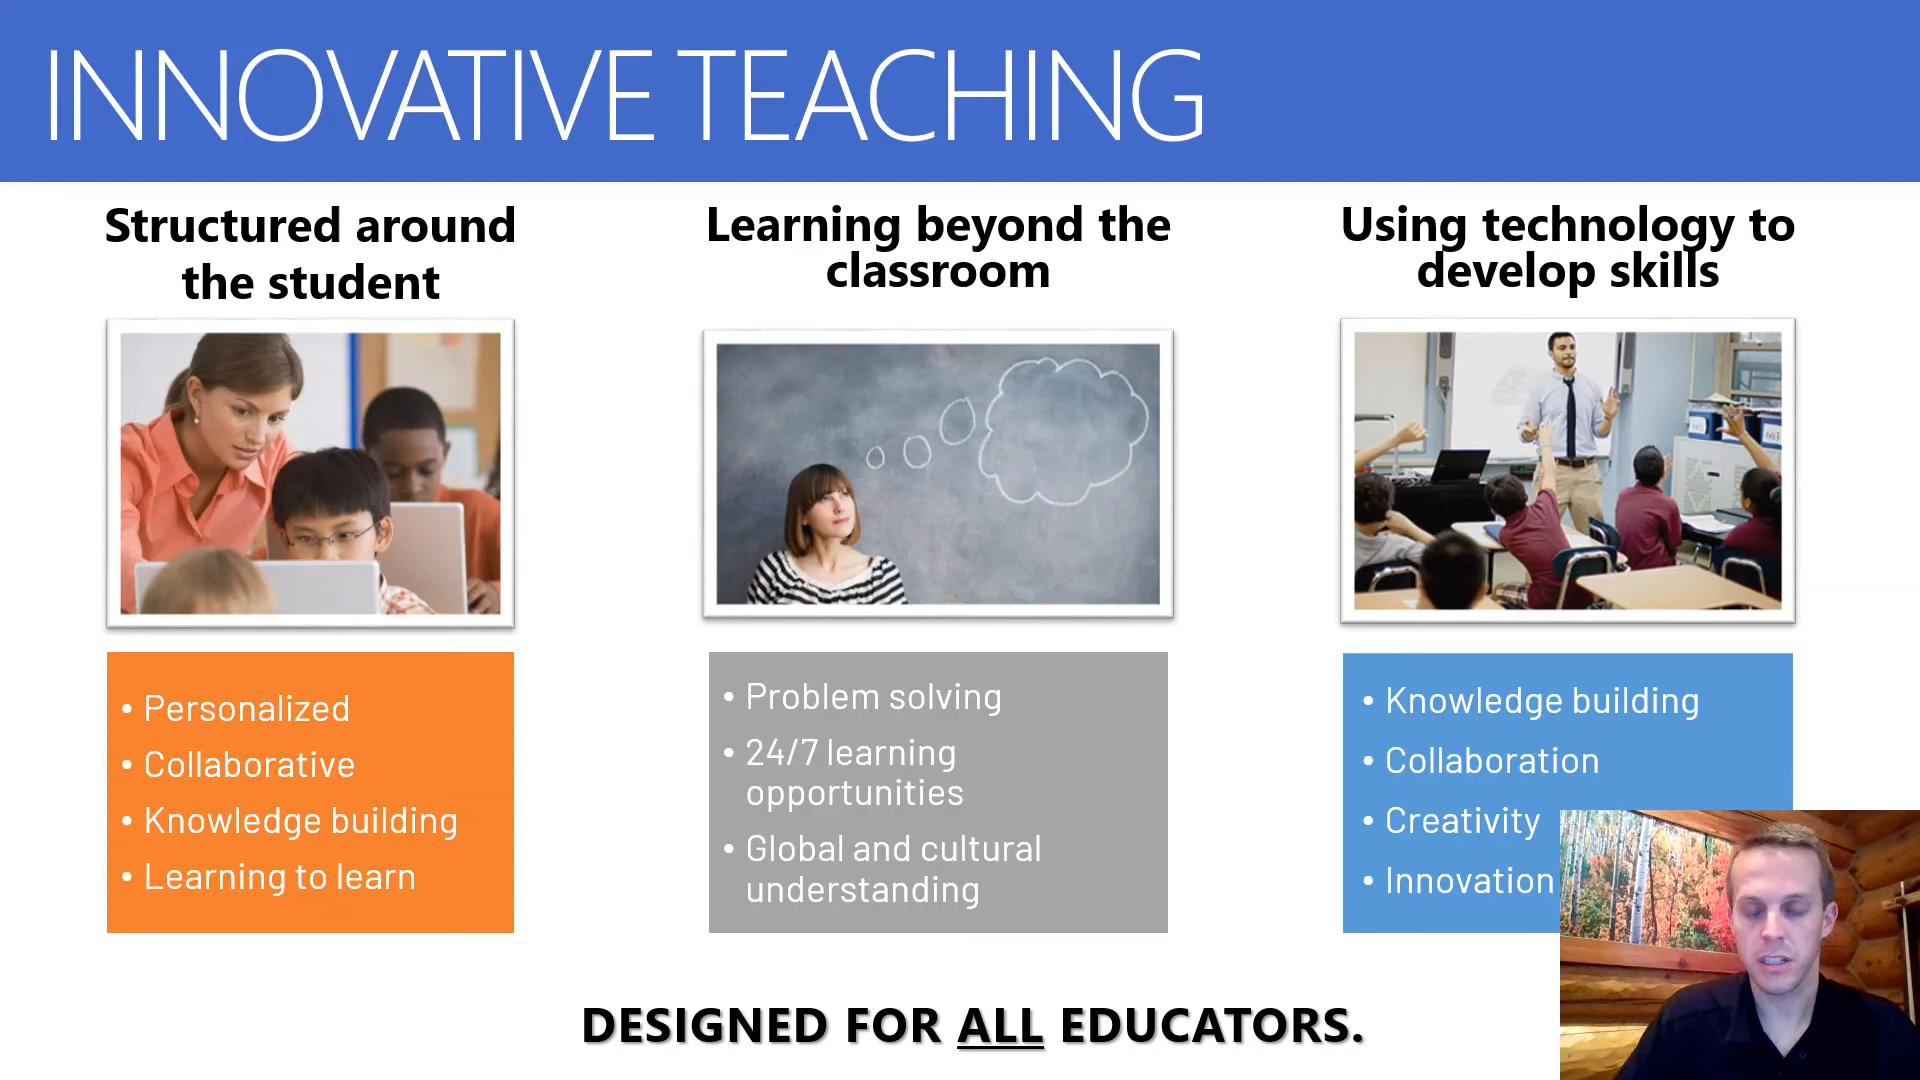 INNOVATIVE TEACHING
Structured around
the student
Learning beyond the
classroom
Using technology to
develop skills
• Personalized
• Collaborative
• Knowledge building
• Learning to learn
• Problem solving
• 24/7 learning
opportunities
• Global and cultural
understanding
• Knowledge building
• Collaboration
• Creativity
• Innovation
DESIGNED FOR ALL EDUCATORS.